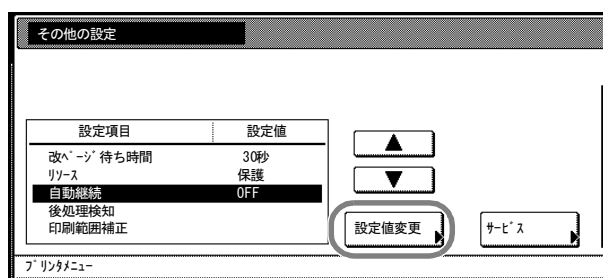 その他の設定
設定項目 設定値
改ページ待ち時間 30秒
リソース 保護
自動継続 OFF
後処理検知
印刷範囲補正
▲
▼
設定値変更 サービス
プリンタメニュー